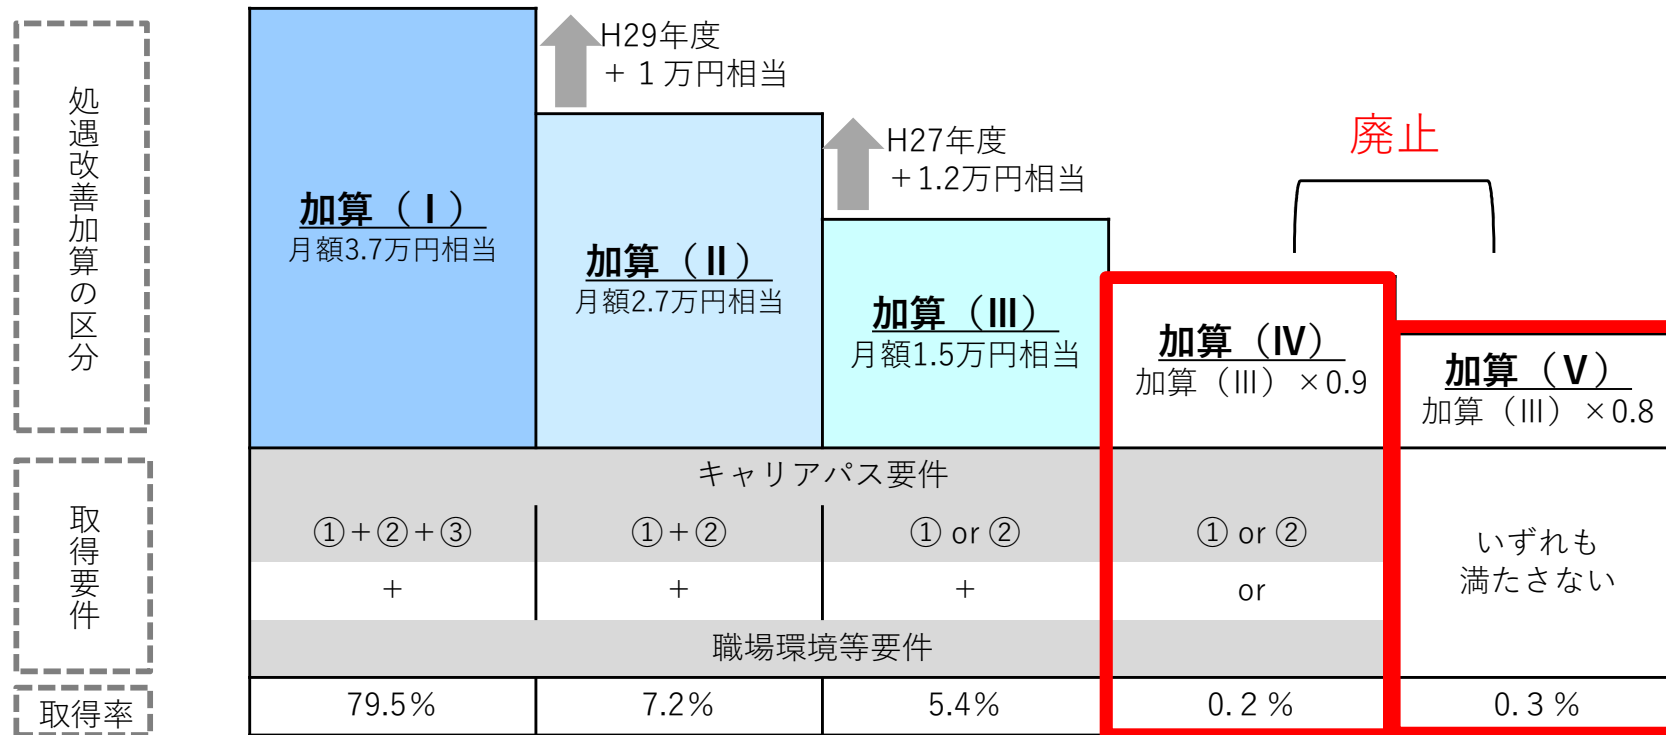 処遇改善加算の区分
H29年度
+１万円相当
H27年度
+1.2万円相当
廃止
加算（Ⅰ）
月額3.7万円相当
加算（Ⅱ）
月額2.7万円相当
加算（Ⅲ）
月額1.5万円相当
加算（Ⅳ）
加算（Ⅲ）×0.9
加算（Ⅴ）
加算（Ⅲ）×0.8
取得要件
キャリアパス要件
①+②+③
①+②
① or ②
① or ②
いずれも
満たさない
+
+
+
or
職場環境等要件
取得率
79.5%
7.2%
5.4%
0.2％
0.3％